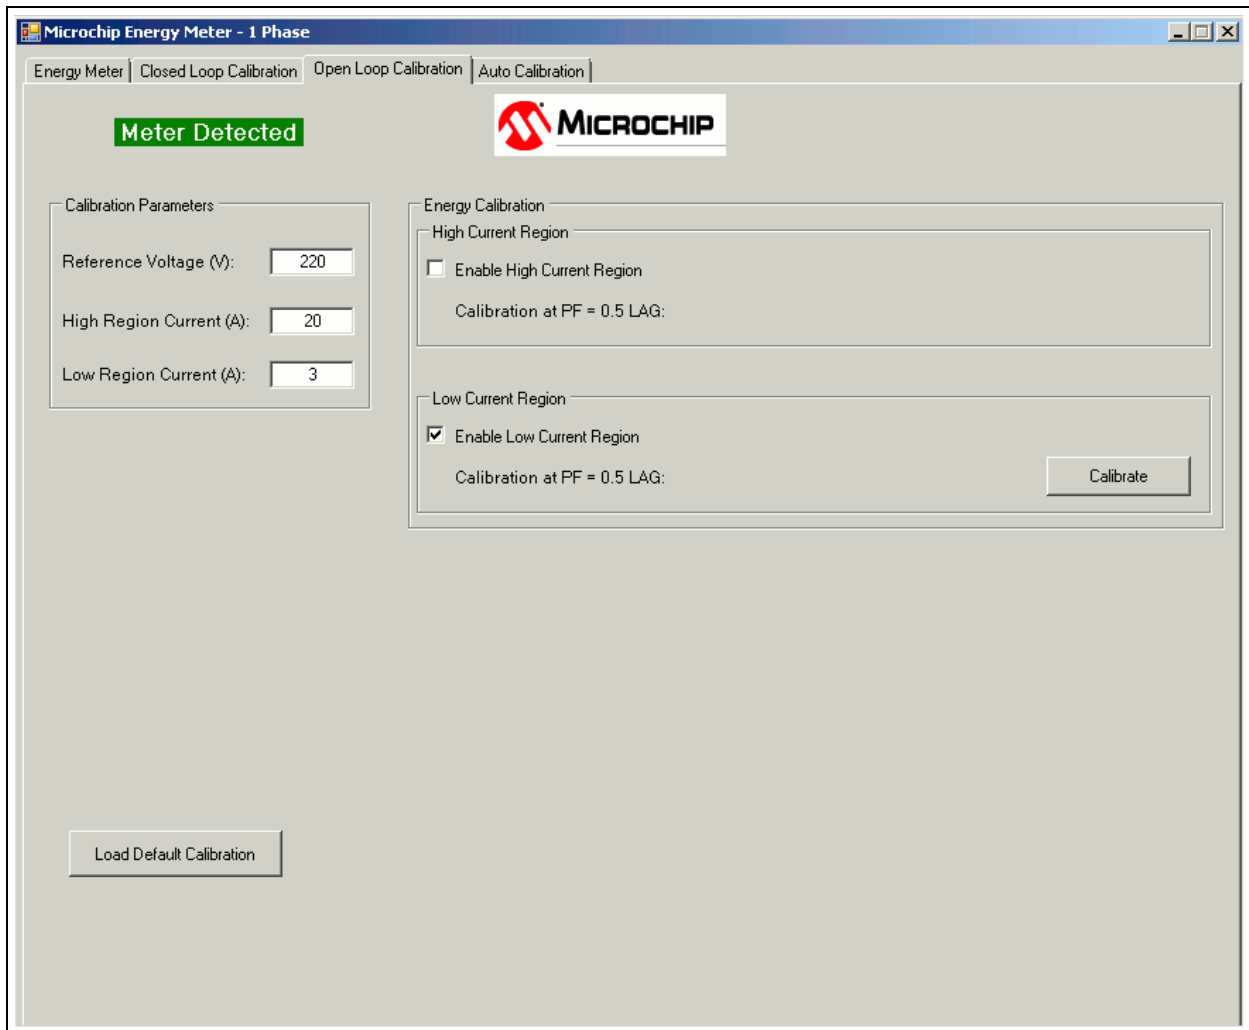 Microchip Energy Meter - 1 Phase
Energy Meter
Closed Loop Calibration
Open Loop Calibration
Auto Calibration
Meter Detected
MICROCHIP
Calibration Parameters
Reference Voltage (V): 220
High Region Current (A): 20
Low Region Current (A): 3
Energy Calibration
High Current Region
Enable High Current Region
Calibration at PF = 0.5 LAG:
Low Current Region
Enable Low Current Region
Calibration at PF = 0.5 LAG:
Calibrate
Load Default Calibration